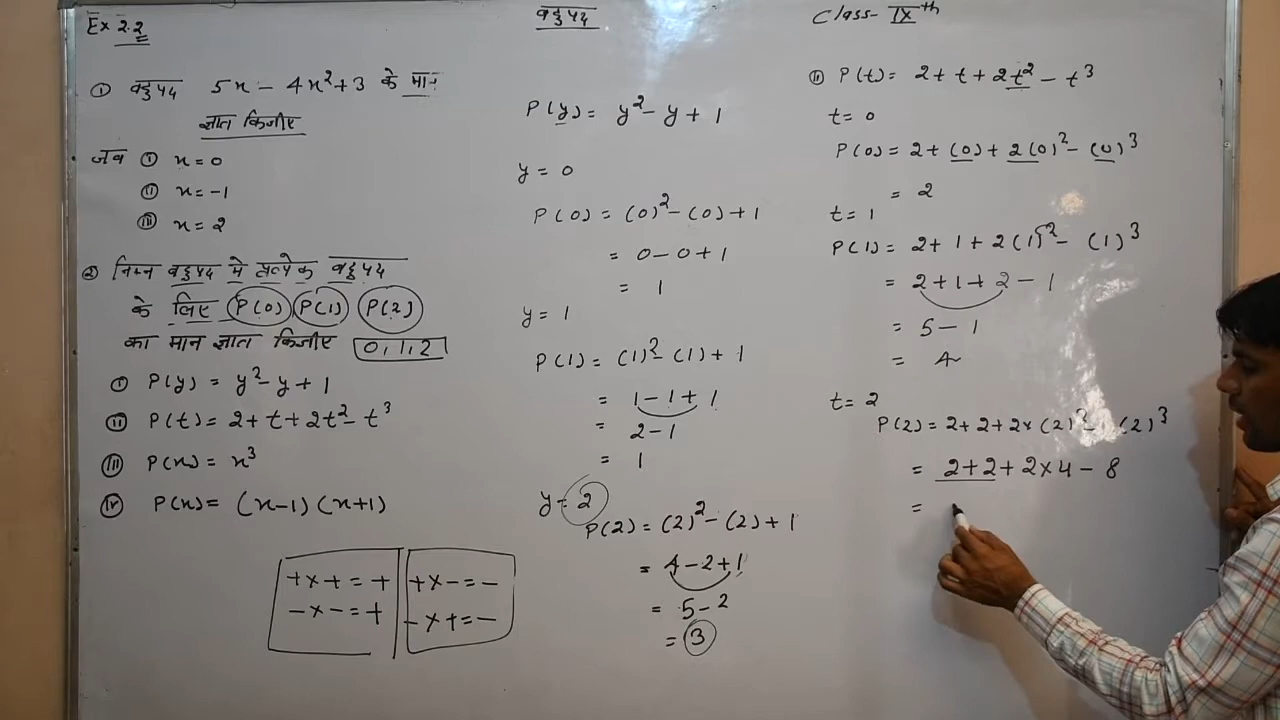 Ex 2.2
① बहुपद 5x - 4x²+3 के मान
ज्ञात किजीए
जब ① x=0
② x=-1
③ x=2
② निम्न बहुपद मे प्रत्येक बहुपद
के लिए P(0) P(1) P(2)
का मान ज्ञात किजीए 0,1,2
ⓘ P(y) = y²-y+1
ⓘⓘ P(t)=2+t+2t²-t³
ⓘⓘⓘ P(x)=x³
ⓘⓥ P(x)=(x-1)(x+1)
+x+=+ +x-=-
-x-=+ -x+=-
बहुपद
P(y)= y²-y+1
y=0
P(0)=(0)²-(0)+1
= 0-0+1
= 1
y=1
P(1)=(1)²-(1)+1
= 1-1+1
= 2-1
= 1
y=2
P(2)=(2)²-(2)+1
= 4-2+1
= 5-2
= 3
Class- IXth
ⓘⓘ P(t)= 2+t+2t²-t³
t=0
P(0)=2+(0)+2(0)²-(0)³
= 2
t=1
P(1)=2+1+2(1)²-(1)³
= 2+1+2-1
= 5-1
= 4
t=2
P(2)=2+2+2×(2)²-(2)³
= 2+2+2×4-8
=